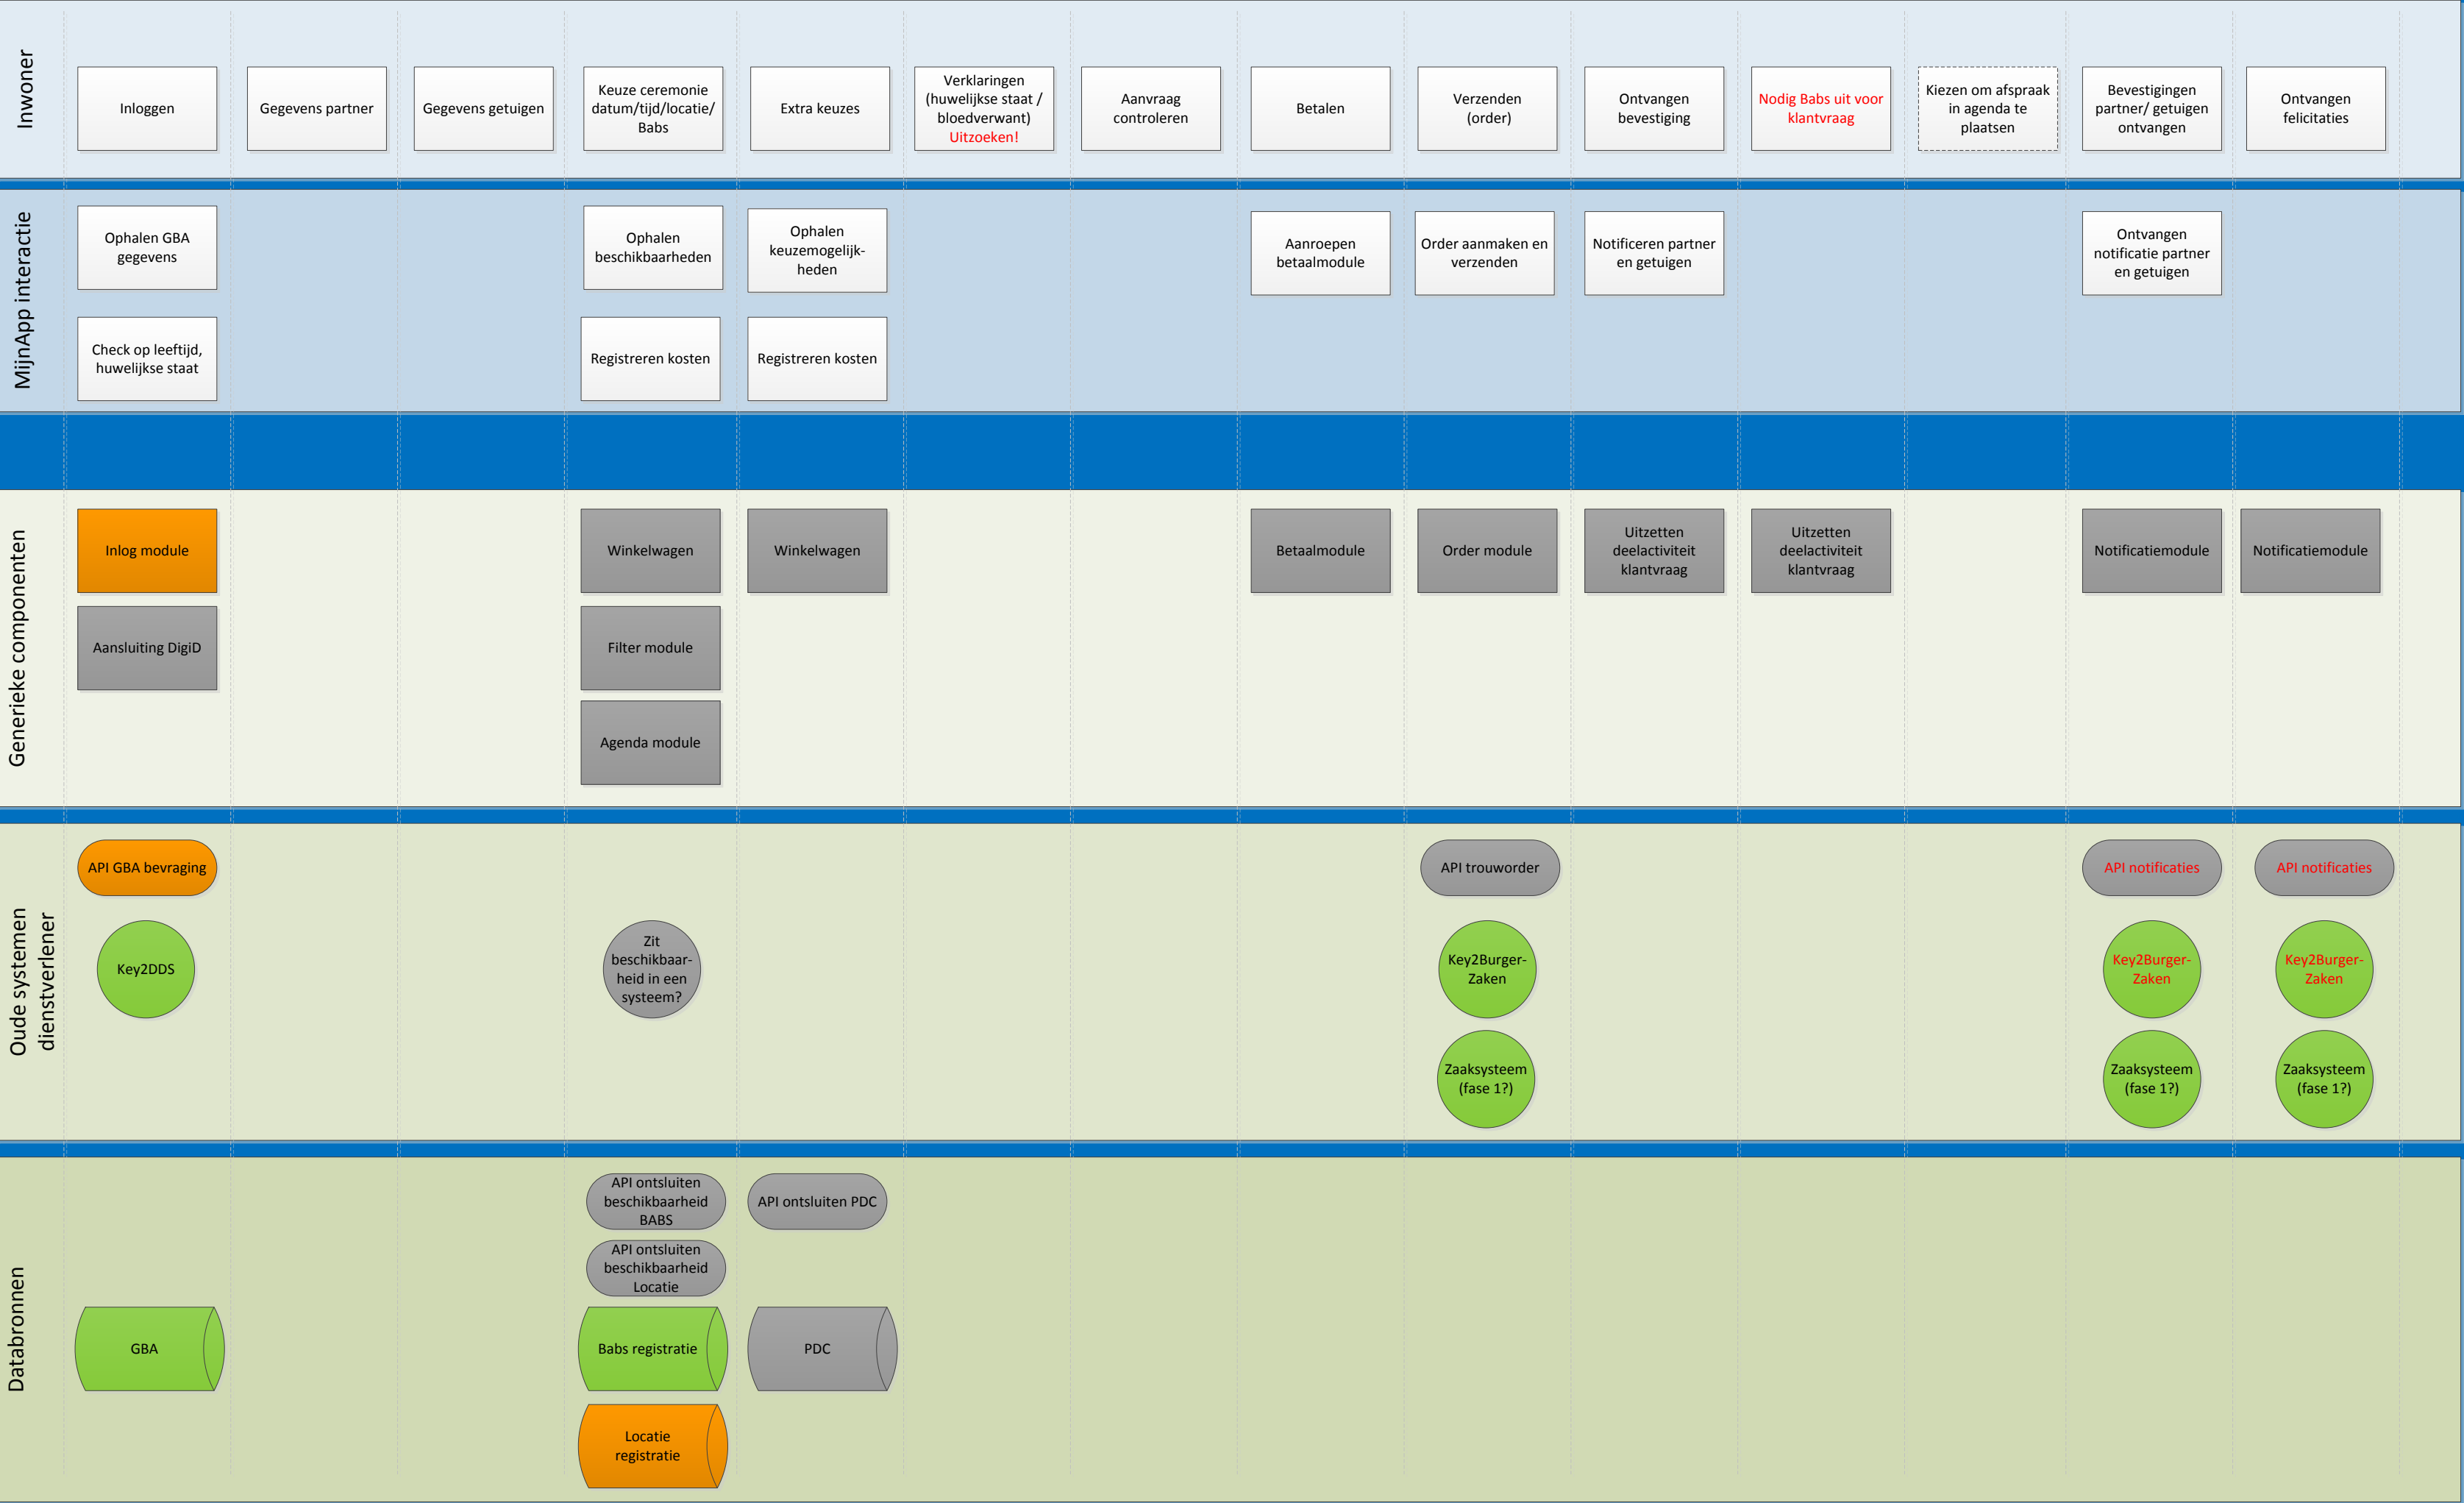 Inwoner
Inloggen
Gegevens partner
Gegevens getuigen
Keuze ceremonie
datum/tijd/locatie/
Babs
Extra keuzes
Verklaringen
(huwelijkse staat /
bloedverwant)
Uitzoeken!
Aanvraag
controleren
Betalen
Verzenden
(order)
Ontvangen
bevestiging
Nodig Babs uit voor
klantvraag
Kiezen om afspraak
in agenda te
plaatsen
Bevestigingen
partner/ getuigen
ontvangen
Ontvangen
felicitaties
MijnApp interactie
Ophalen GBA
gegevens
Ophalen
beschikbaarheden
Ophalen
keuzemogelijk-
heden
Aanroepen
betaalmodule
Order aanmaken en
verzenden
Notificeren partner
en getuigen
Ontvangen
notificatie partner
en getuigen
Check op leeftijd,
huwelijkse staat
Registreren kosten
Registreren kosten
Generieke componenten
Inlog module
Winkelwagen
Winkelwagen
Betaalmodule
Order module
Uitzetten
deelactiviteit
klantvraag
Uitzetten
deelactiviteit
klantvraag
Notificatiemodule
Notificatiemodule
Aansluiting DigiD
Filter module
Agenda module
Oude systemen
dienstverlener
API GBA bevraging
API trouworder
API notificaties
API notificaties
Key2DDS
Zit
beschikbaar-
heid in een
systeem?
Key2Burger-
Zaken
Key2Burger-
Zaken
Key2Burger-
Zaken
Zaaksysteem
(fase 1?)
Zaaksysteem
(fase 1?)
Zaaksysteem
(fase 1?)
Databronnen
API ontsluiten
beschikbaarheid
BABS
API ontsluiten PDC
API ontsluiten
beschikbaarheid
Locatie
GBA
Babs registratie
PDC
Locatie
registratie